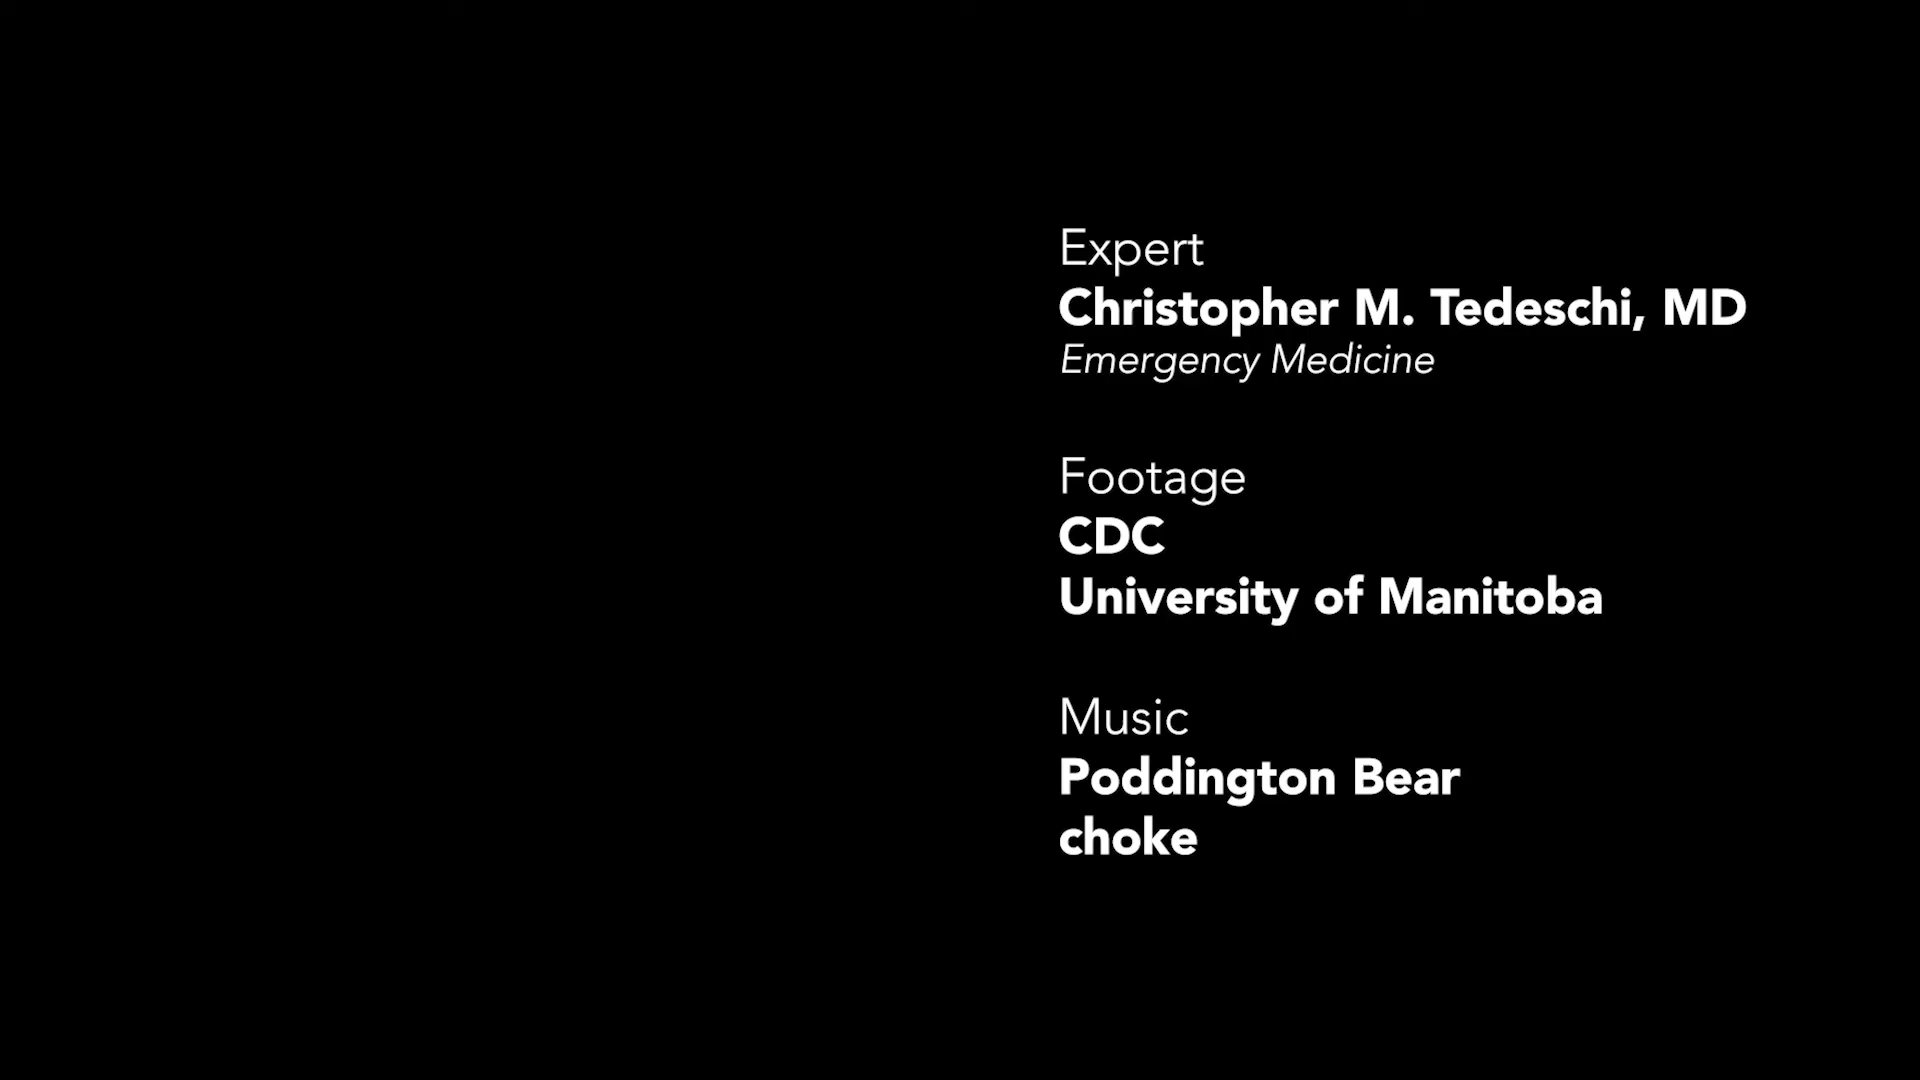 Expert
Christopher M. Tedeschi, MD
Emergency Medicine
Footage
CDC
University of Manitoba
Music
Poddington Bear
choke